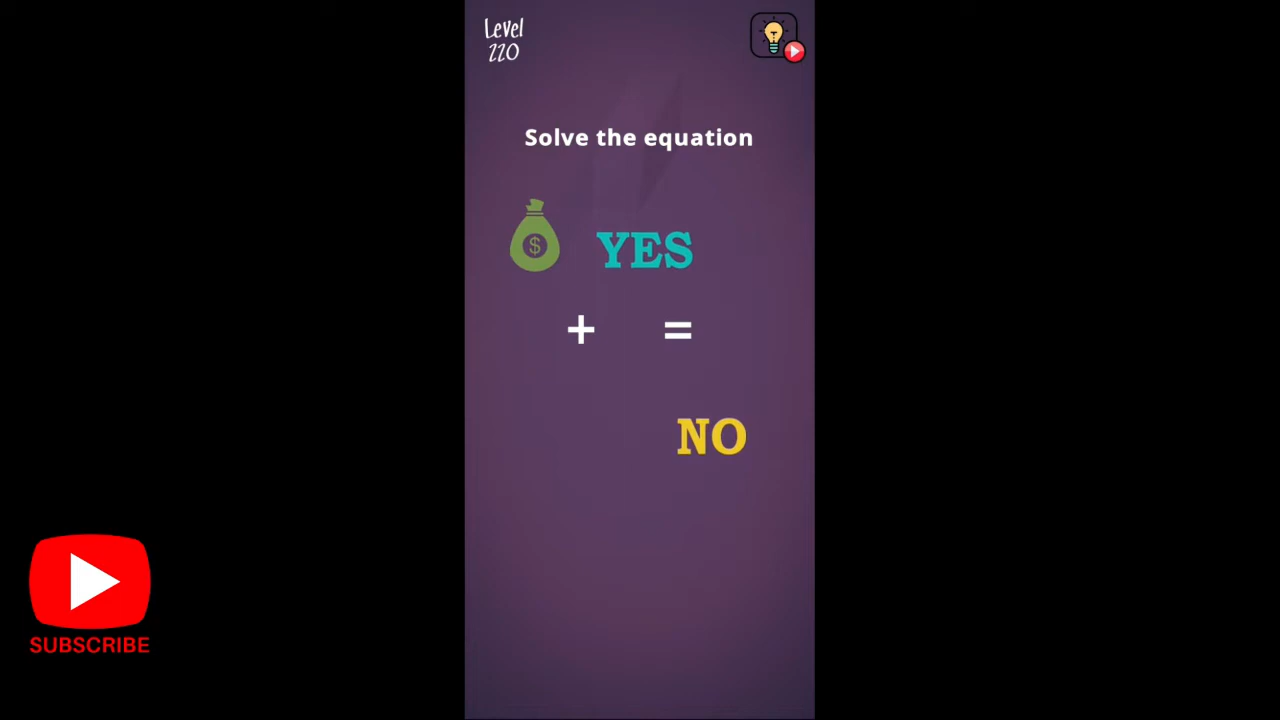 Level
220
Solve the equation
$ YES
+ =
NO
SUBSCRIBE